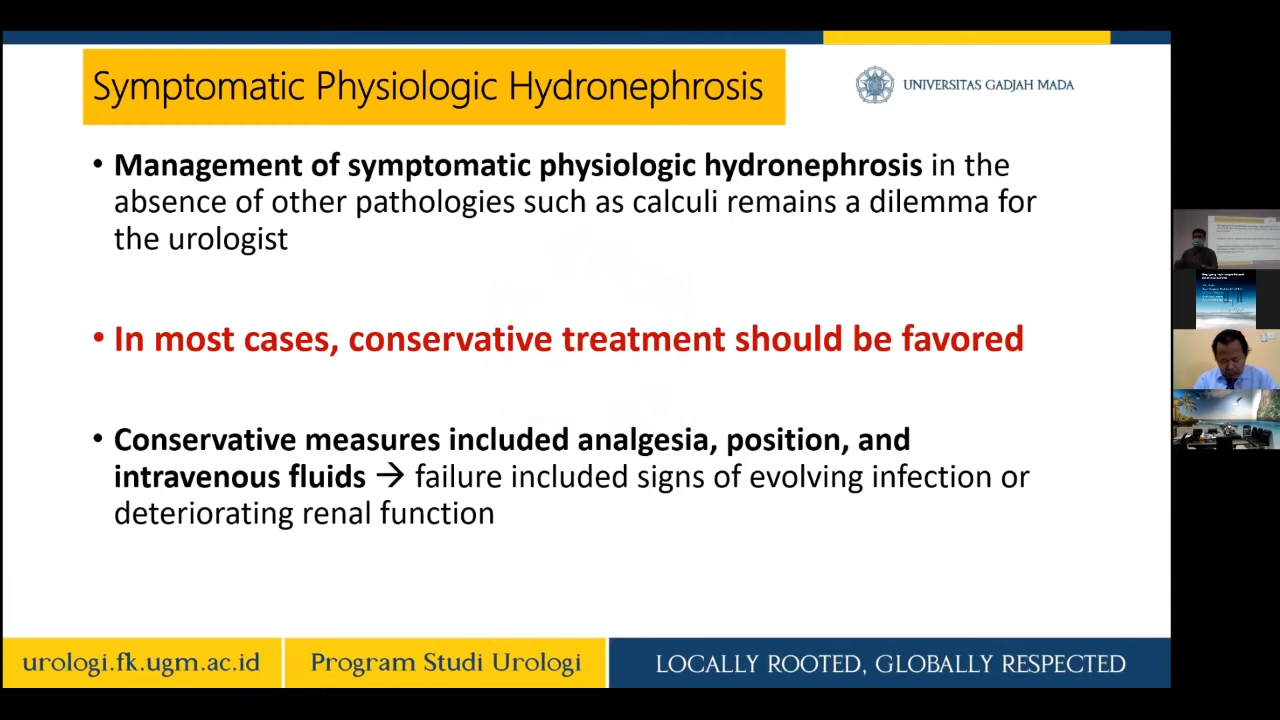 Symptomatic Physiologic Hydronephrosis
UNIVERSITAS GADJAH MADA
• Management of symptomatic physiologic hydronephrosis in the
absence of other pathologies such as calculi remains a dilemma for
the urologist
• In most cases, conservative treatment should be favored
• Conservative measures included analgesia, position, and
intravenous fluids → failure included signs of evolving infection or
deteriorating renal function
urologi.fk.ugm.ac.id
Program Studi Urologi
LOCALLY ROOTED, GLOBALLY RESPECTED